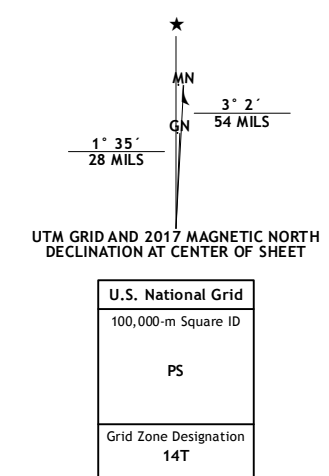 ★
MN
3° 2´
54 MILS
GN
1° 35´
28 MILS
UTM GRID AND 2017 MAGNETIC NORTH
DECLINATION AT CENTER OF SHEET
U.S. National Grid
100,000-m Square ID
PS
Grid Zone Designation
14T